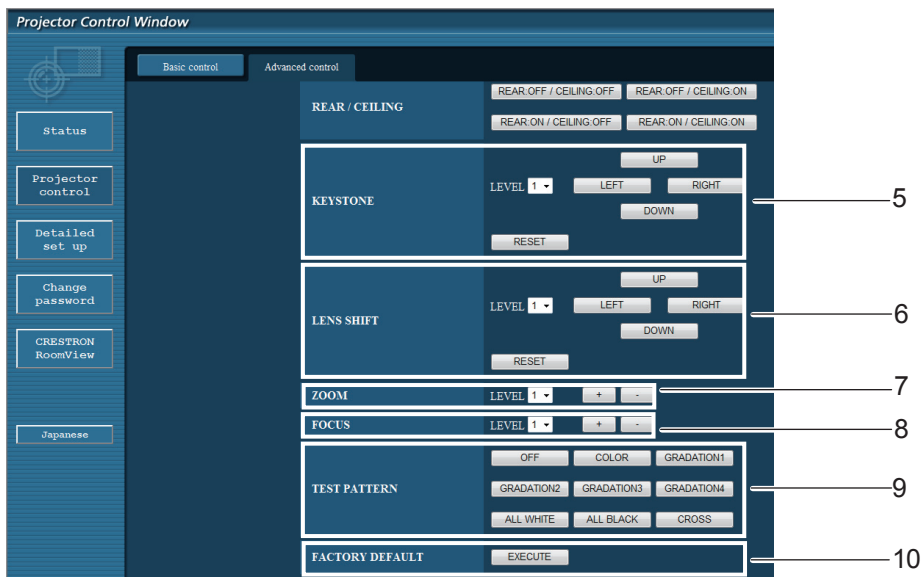 Projector Control Window
Basic control Advanced control
Status
Projector control
Detailed set up
Change password
CRESTRON RoomView
Japanese
REAR / CEILING
REAR:OFF / CEILING:OFF REAR:OFF / CEILING:ON
REAR:ON / CEILING:OFF REAR:ON / CEILING:ON
KEYSTONE
UP
LEVEL 1 LEFT RIGHT
DOWN
RESET
5
LENS SHIFT
UP
LEVEL 1 LEFT RIGHT
DOWN
RESET
6
ZOOM LEVEL 1 + - 7
FOCUS LEVEL 1 + - 8
TEST PATTERN
OFF COLOR GRADATION1
GRADATION2 GRADATION3 GRADATION4
ALL WHITE ALL BLACK CROSS
9
FACTORY DEFAULT EXECUTE 10